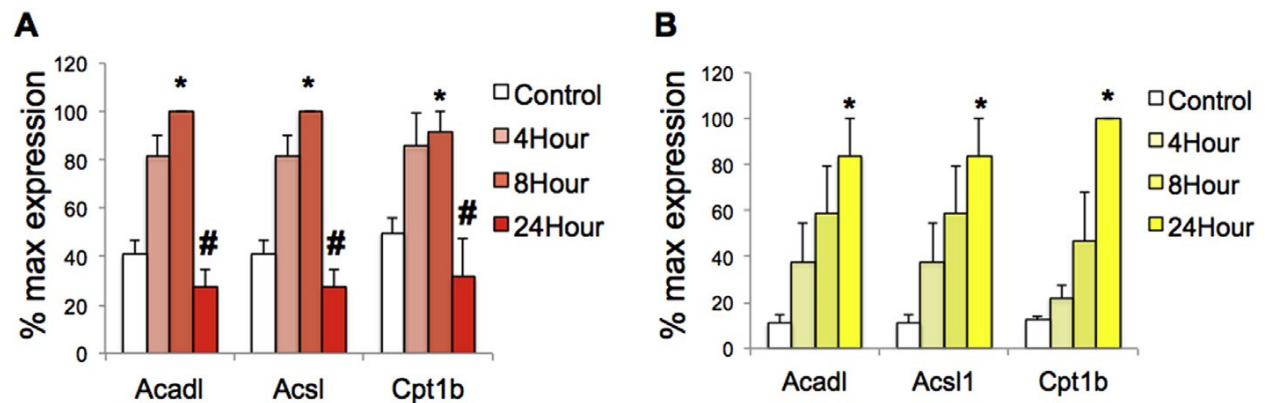 A
% max expression
120
100
80
60
40
20
0
* * *
# # #
Acadl Acsl Cpt1b
Control
4Hour
8Hour
24Hour
B
% max expression
120
100
80
60
40
20
0
* * *
Acadl Acsl1 Cpt1b
Control
4Hour
8Hour
24Hour